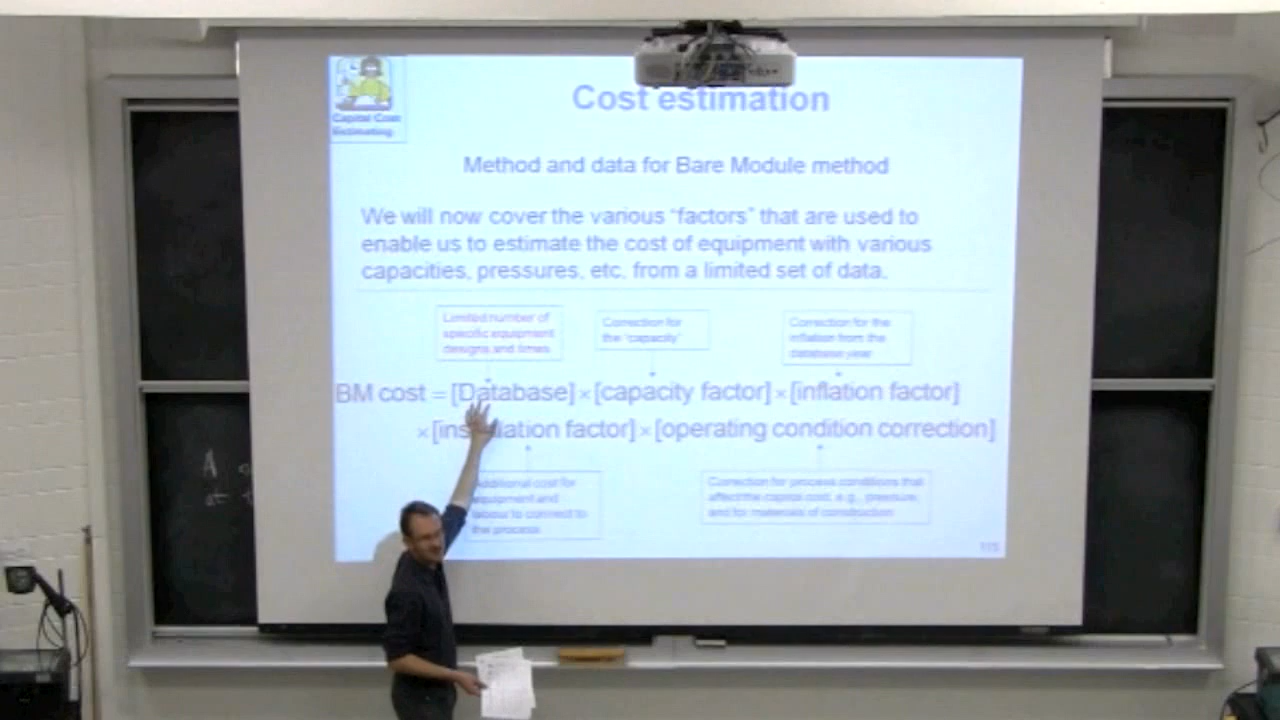 Capital Cost
Estimating
Cost estimation
Method and data for Bare Module method
We will now cover the various "factors" that are used to
enable us to estimate the cost of equipment with various
capacities, pressures, etc. from a limited set of data.
Limited number of
specific equipment
designs and times
Correction for
the "capacity"
Correction for the
inflation from the
database year
BM cost = [Database] × [capacity factor] × [inflation factor]
× [ins lation factor] × [operating condition correction]
Additional cost for
equipment and
labour to connect to
the process
Correction for process conditions that
affect the capital cost, e.g., pressure
and for materials of construction
A
at